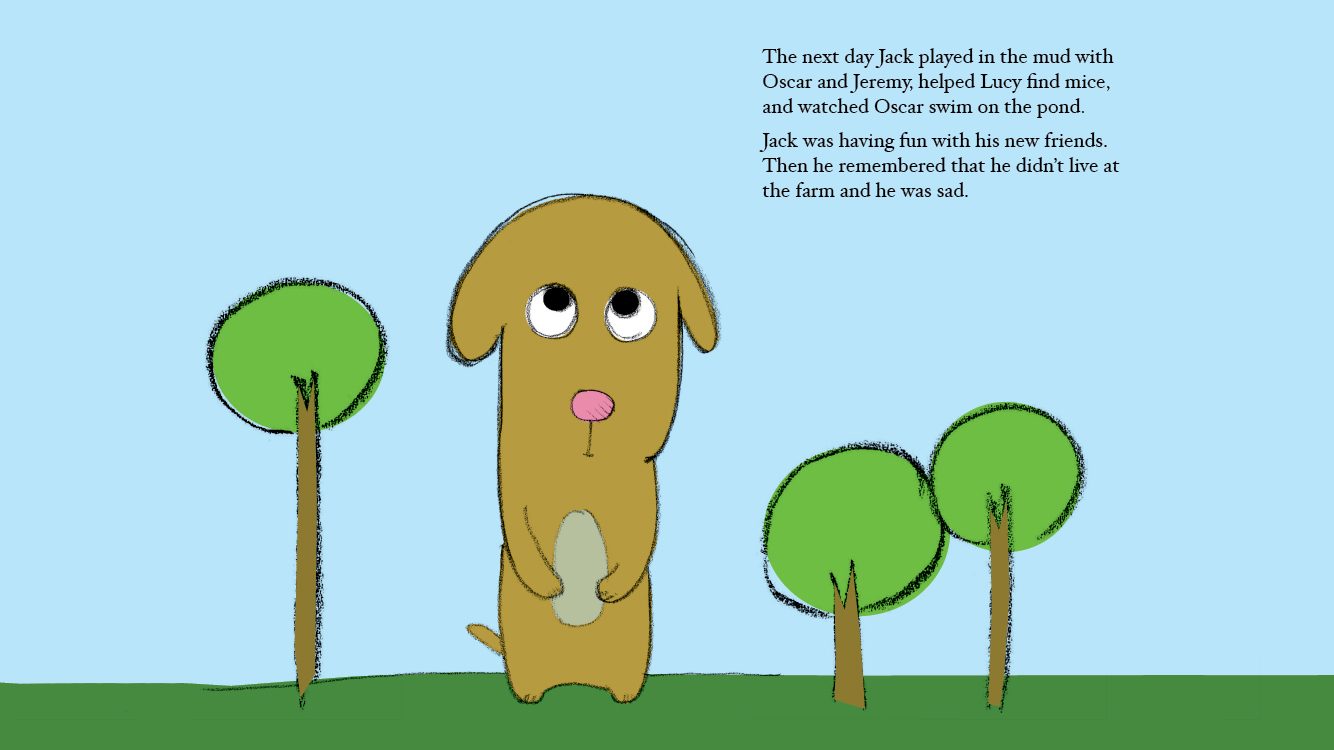 The next day Jack played in the mud with
Oscar and Jeremy, helped Lucy find mice,
and watched Oscar swim on the pond.
Jack was having fun with his new friends.
Then he remembered that he didn’t live at
the farm and he was sad.